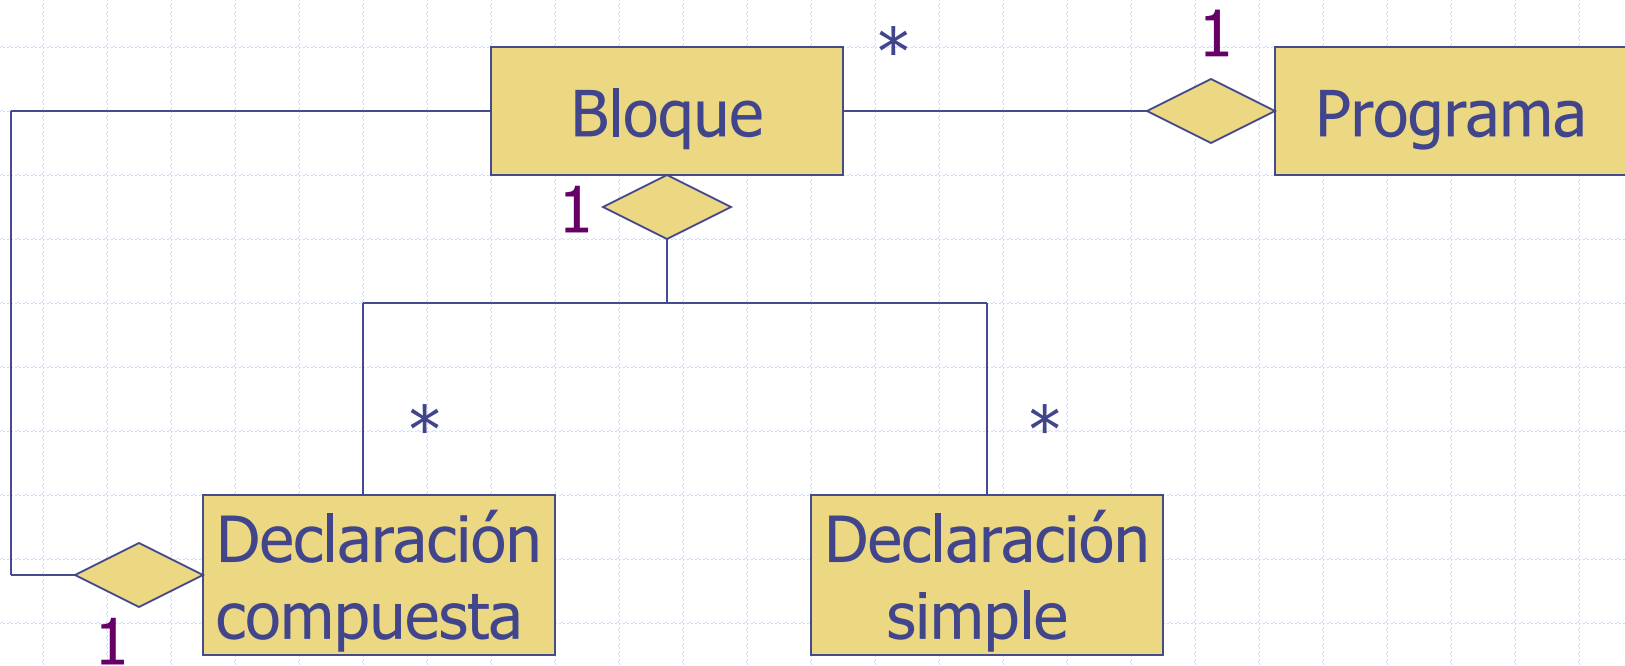 *
1
Bloque
Programa
1
*
*
Declaración
compuesta
Declaración
simple
1